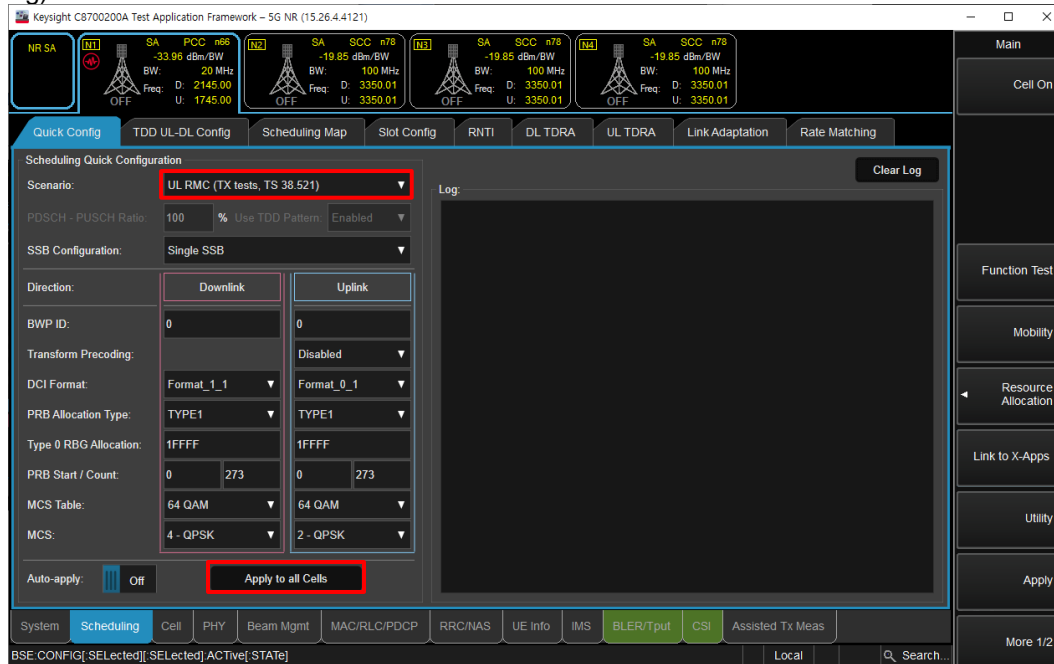 Keysight C8700200A Test Application Framework – 5G NR (15.26.4.4121)
NR SA
N1 SA PCC n66
-33.96 dBm/BW
BW: 20 MHz
Freq: D: 2145.00
U: 1745.00
OFF
N2 SA SCC n78
-19.85 dBm/BW
BW: 100 MHz
Freq: D: 3350.01
U: 3350.01
OFF
N3 SA SCC n78
-19.85 dBm/BW
BW: 100 MHz
Freq: D: 3350.01
U: 3350.01
OFF
N4 SA SCC n78
-19.85 dBm/BW
BW: 100 MHz
Freq: D: 3350.01
U: 3350.01
OFF
Main
Cell On
Function Test
Mobility
Resource Allocation
Link to X-Apps
Utility
Apply
More 1/2
Quick Config TDD UL-DL Config Scheduling Map Slot Config RNTI DL TDRA UL TDRA Link Adaptation Rate Matching
Scheduling Quick Configuration
Clear Log
Scenario: UL RMC (TX tests, TS 38.521)
Log:
PDSCH - PUSCH Ratio: 100 % Use TDD Pattern: Enabled
SSB Configuration: Single SSB
Direction: Downlink Uplink
BWP ID: 0 0
Transform Precoding: Disabled
DCI Format: Format_1_1 Format_0_1
PRB Allocation Type: TYPE1 TYPE1
Type 0 RBG Allocation: 1FFFF 1FFFF
PRB Start / Count: 0 273 0 273
MCS Table: 64 QAM 64 QAM
MCS: 4 - QPSK 2 - QPSK
Auto-apply: Off Apply to all Cells
System Scheduling Cell PHY Beam Mgmt MAC/RLC/PDCP RRC/NAS UE Info IMS BLER/Tput CSI Assisted Tx Meas
BSE:CONFIG[:SELected][:SELected]:ACTive[:STATe] Local Search...